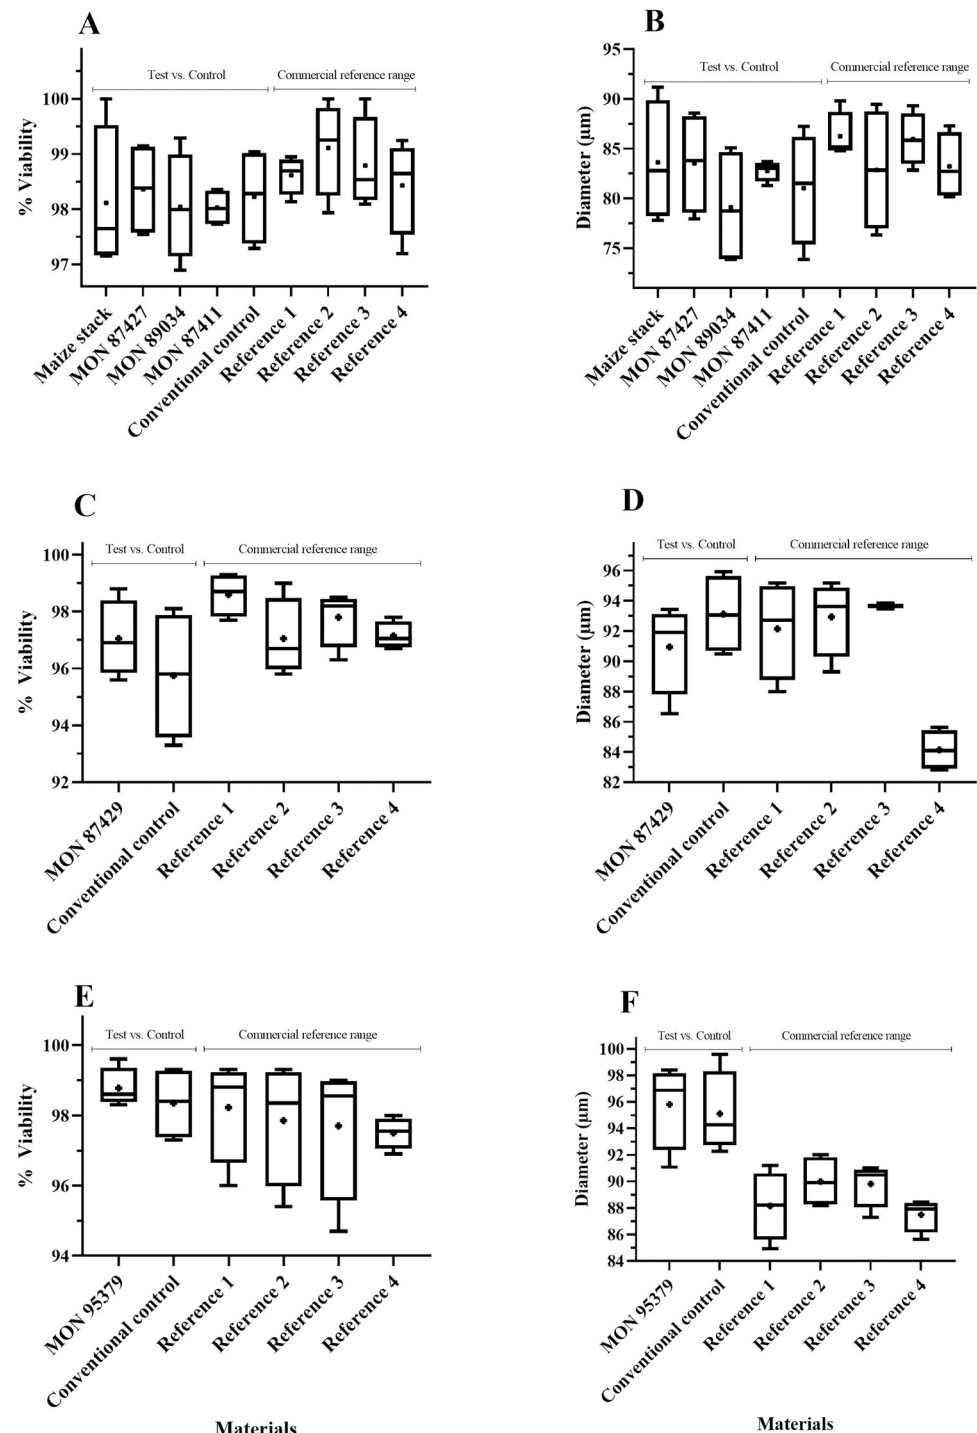 A
Test vs. Control
Commercial reference range
% Viability
100
99
98
97
Maize stack
MON 87427
MON 89034
MON 87411
Conventional control
Reference 1
Reference 2
Reference 3
Reference 4
B
Test vs. Control
Commercial reference range
Diameter (µm)
95
90
85
80
75
Maize stack
MON 87427
MON 89034
MON 87411
Conventional control
Reference 1
Reference 2
Reference 3
Reference 4
C
Test vs. Control
Commercial reference range
% Viability
100
98
96
94
92
MON 87429
Conventional control
Reference 1
Reference 2
Reference 3
Reference 4
D
Test vs. Control
Commercial reference range
Diameter (µm)
96
94
92
90
88
86
84
82
MON 87429
Conventional control
Reference 1
Reference 2
Reference 3
Reference 4
E
Test vs. Control
Commercial reference range
% Viability
100
98
96
94
MON 95379
Conventional control
Reference 1
Reference 2
Reference 3
Reference 4
Materials
F
Test vs. Control
Commercial reference range
Diameter (µm)
100
98
96
94
92
90
88
86
84
MON 95379
Conventional control
Reference 1
Reference 2
Reference 3
Reference 4
Materials